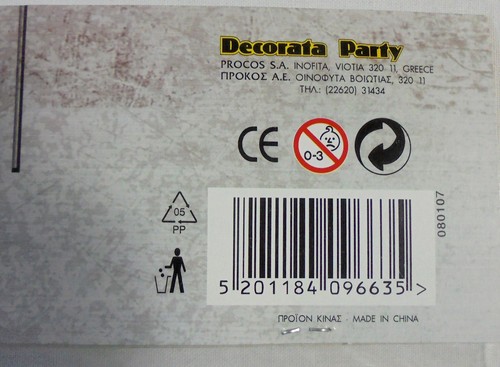 Decorata Party
PROCOS S.A. INOFITA, VIOTIA 320 11, GREECE
ΠΡΟΚΟΣ Α.Ε. ΟΙΝΟΦΥΤΑ ΒΟΙΩΤΙΑΣ, 320 11
ΤΗΛ.: (22620) 31434
CE
0-3
05
PP
080107
5 201184 096635 >
ΠΡΟΪΟΝ ΚΙΝΑΣ · MADE IN CHINA